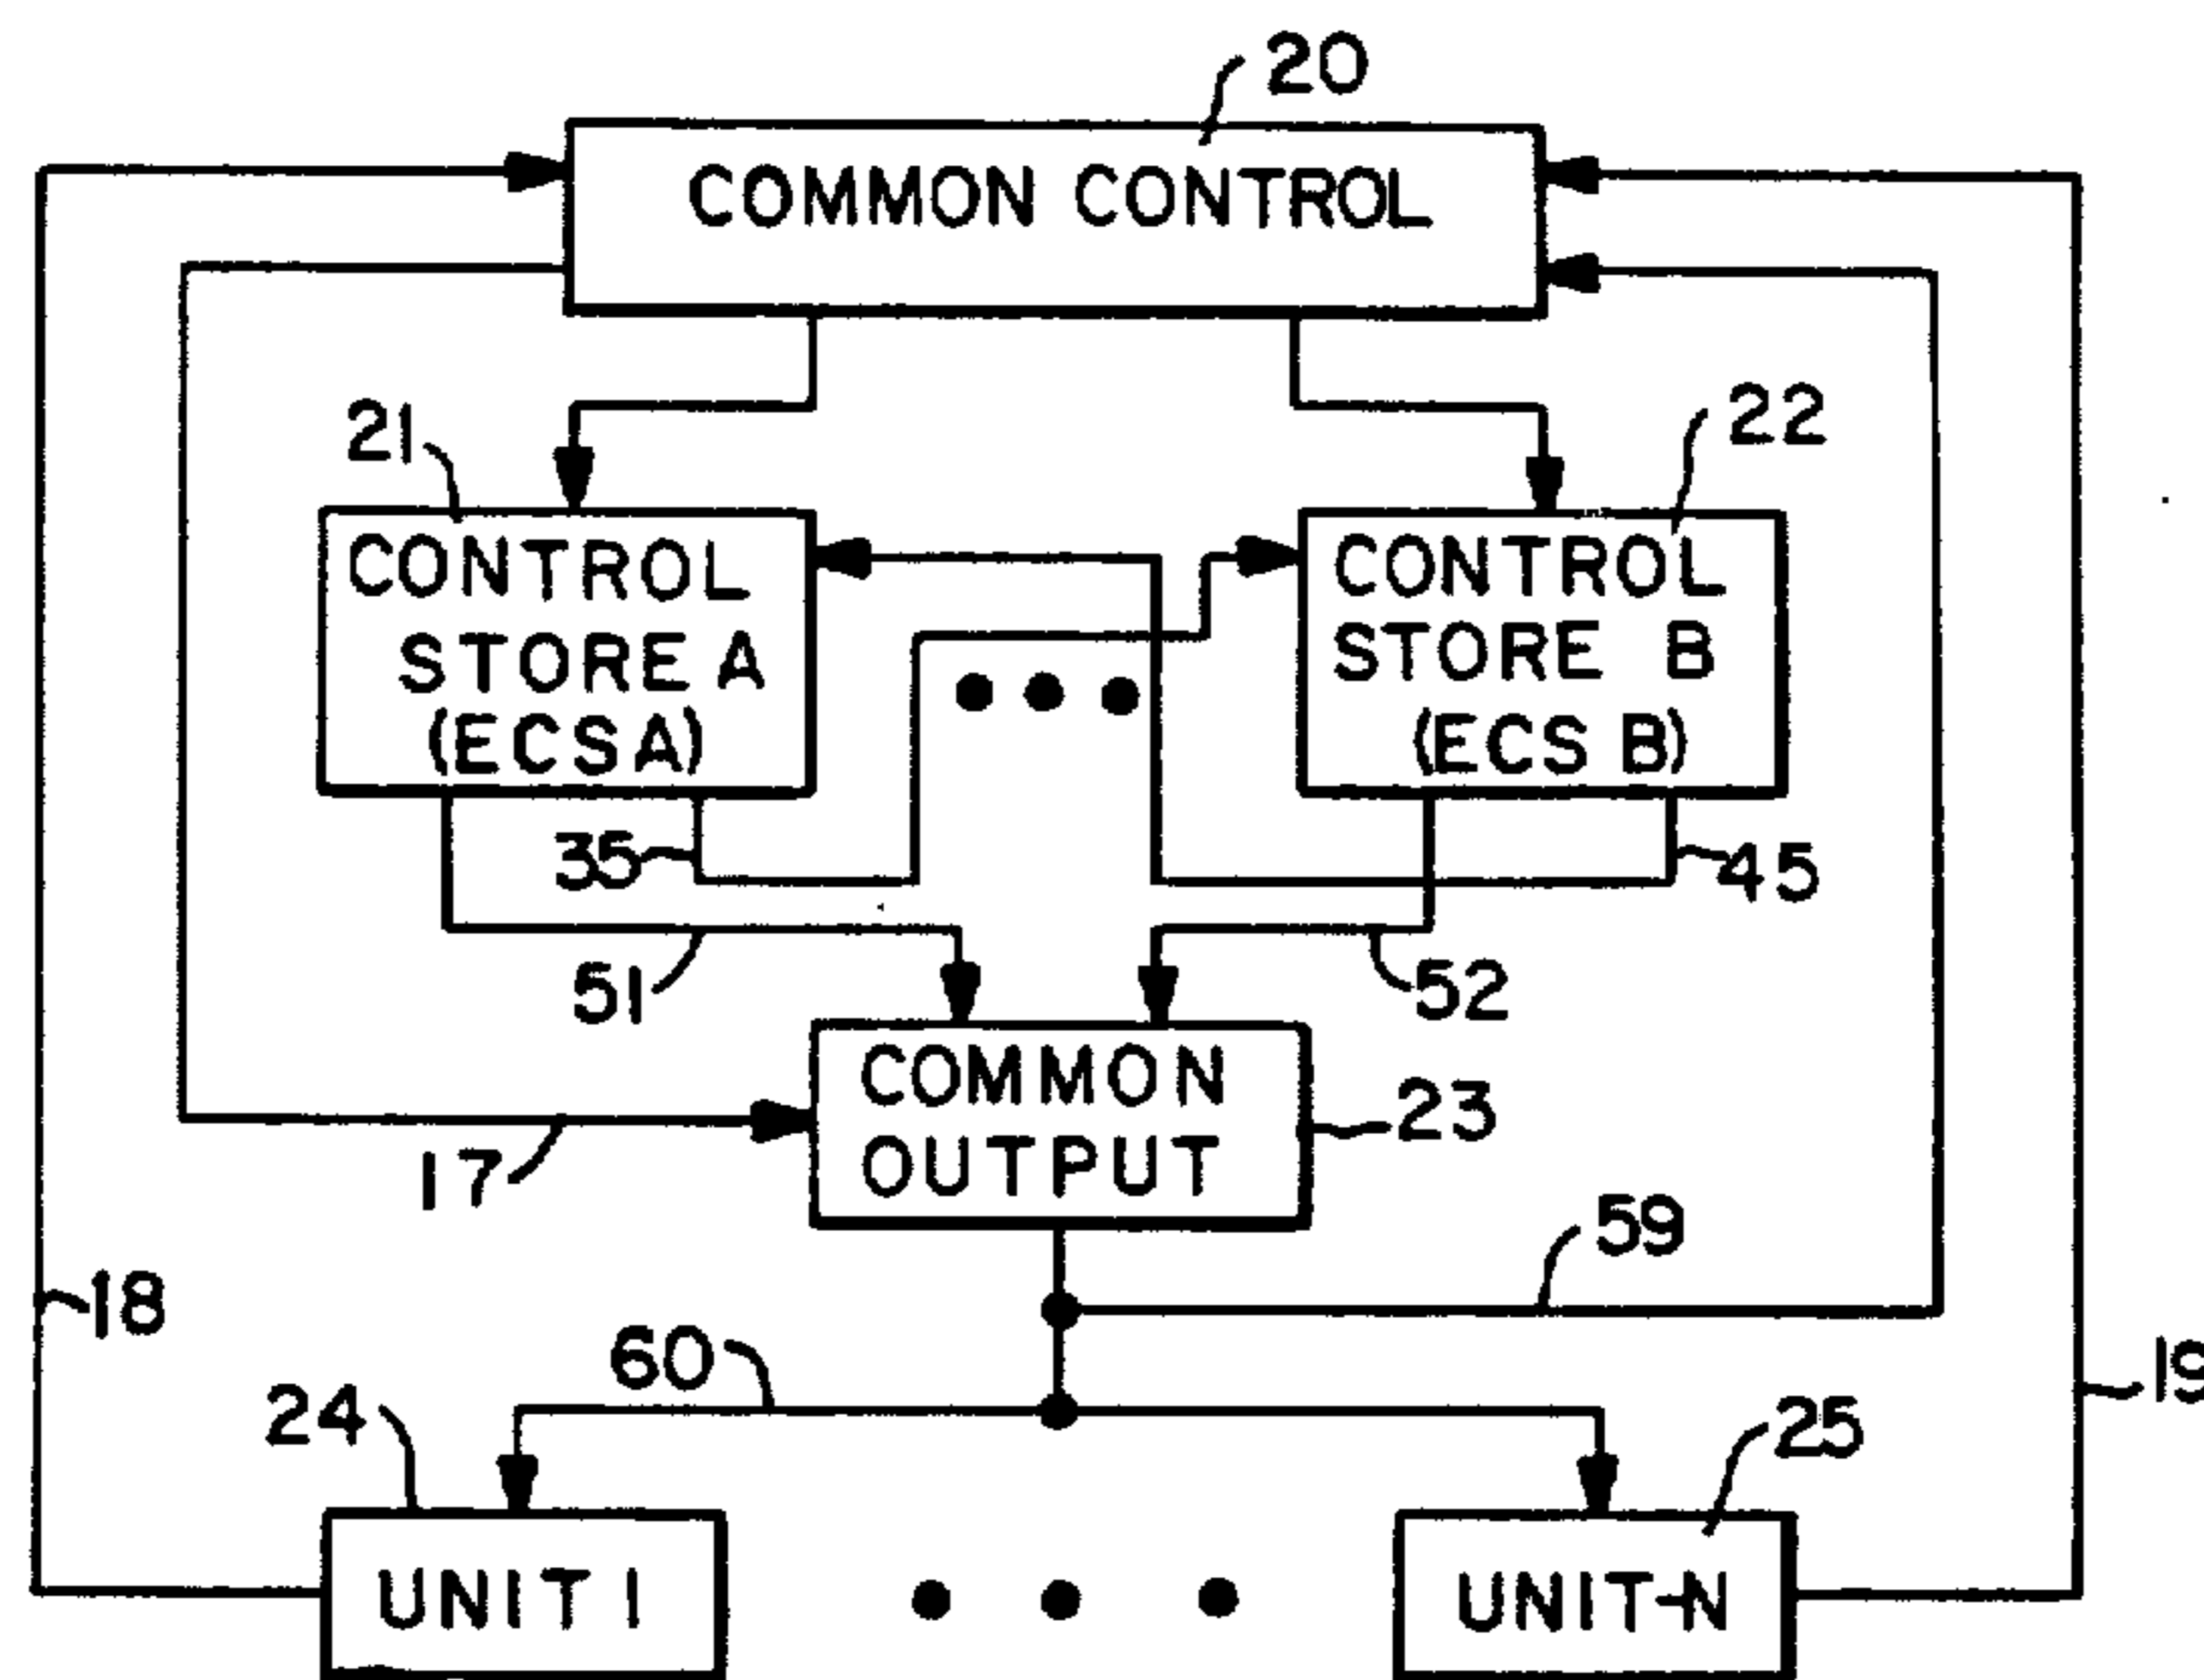 20
COMMON CONTROL
21
22
CONTROL
STORE A
(ECSA)
CONTROL
STORE B
(ECS B)
35
45
51
52
COMMON
OUTPUT
23
17
59
18
60
19
24
25
UNIT 1
UNIT-N